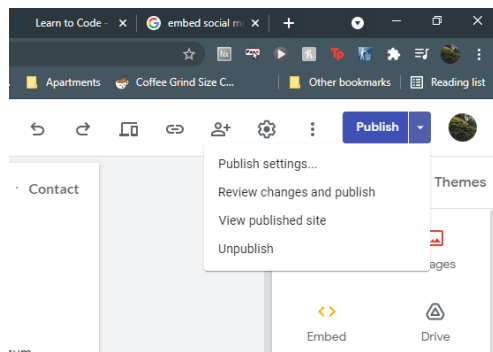 Learn to Code -
embed social m
Apartments
Coffee Grind Size C...
Other bookmarks
Reading list
Publish
Publish settings...
Review changes and publish
View published site
Unpublish
Contact
Themes
ages
Embed
Drive